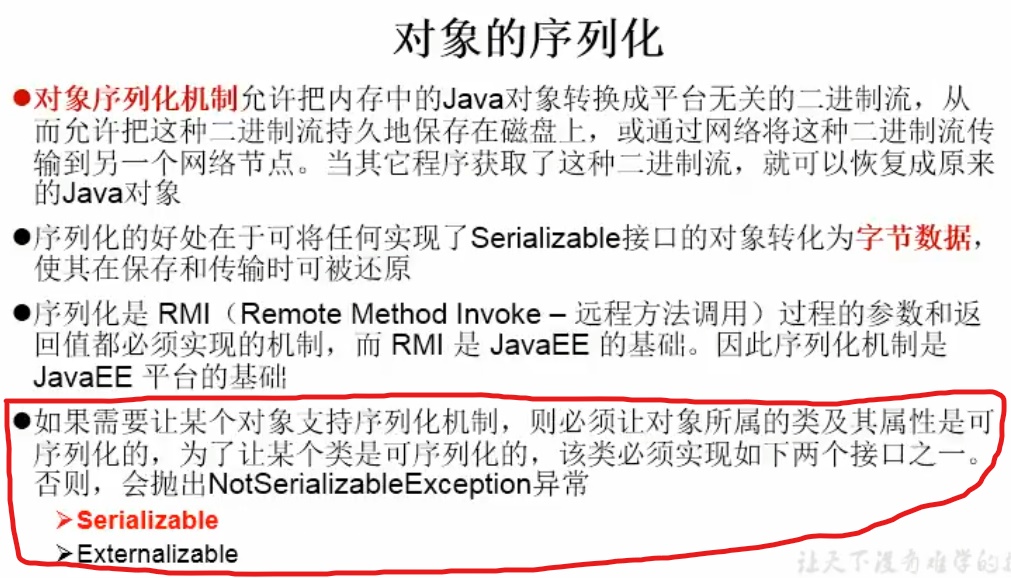 对象的序列化
●对象序列化机制允许把内存中的Java对象转换成平台无关的二进制流，从
而允许把这种二进制流持久地保存在磁盘上，或通过网络将这种二进制流传
输到另一个网络节点。当其它程序获取了这种二进制流，就可以恢复成原来
的Java对象
●序列化的好处在于可将任何实现了Serializable接口的对象转化为字节数据，
使其在保存和传输时可被还原
●序列化是 RMI（Remote Method Invoke – 远程方法调用）过程的参数和返
回值都必须实现的机制，而 RMI 是 JavaEE 的基础。因此序列化机制是
JavaEE 平台的基础
●如果需要让某个对象支持序列化机制，则必须让对象所属的类及其属性是可
序列化的，为了让某个类是可序列化的，该类必须实现如下两个接口之一。
否则，会抛出NotSerializableException异常
➢Serializable
➢Externalizable
让天下没有难学的